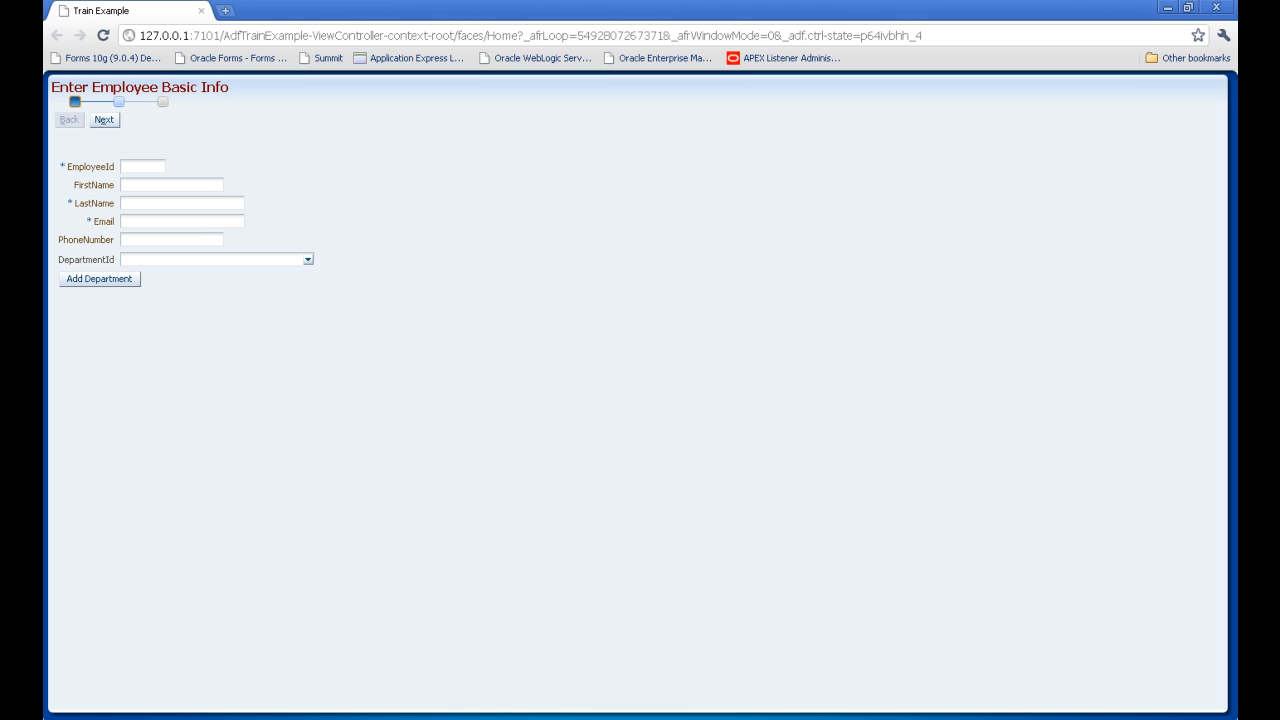 Train Example
127.0.0.1:7101/AdfTrainExample-ViewController-context-root/faces/Home?_afrLoop=5492807267371&_afrWindowMode=0&_adf.ctrl-state=p64ivbhh_4
Forms 10g (9.0.4) De... Oracle Forms - Forms ... Summit Application Express L... Oracle WebLogic Serv... Oracle Enterprise Ma... APEX Listener Adminis... Other bookmarks
Enter Employee Basic Info
Back Next
* EmployeeId
FirstName
* LastName
* Email
PhoneNumber
DepartmentId
Add Department